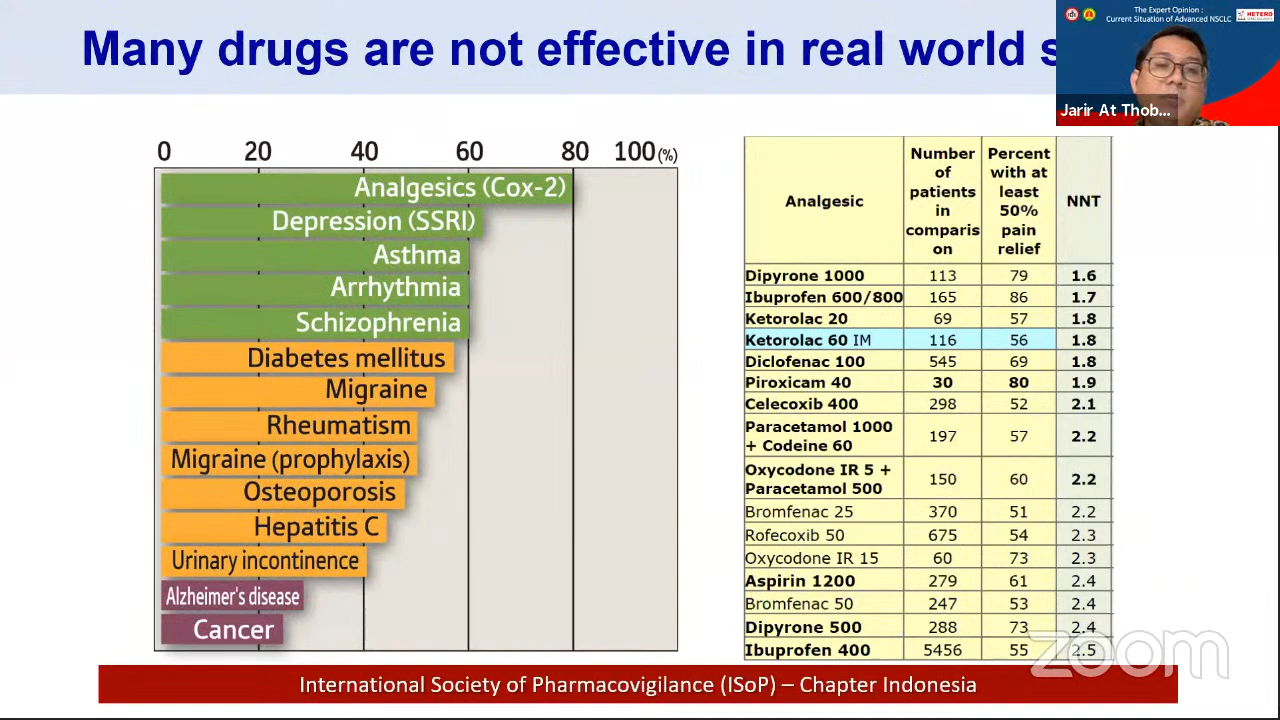 Many drugs are not effective in real world s
The Expert Opinion :
Current Situation of Advanced NSCLC
HETERO
Jarir At Thob...
0 20 40 60 80 100 (%)
Analgesics (Cox-2)
Depression (SSRI)
Asthma
Arrhythmia
Schizophrenia
Diabetes mellitus
Migraine
Rheumatism
Migraine (prophylaxis)
Osteoporosis
Hepatitis C
Urinary incontinence
Alzheimer's disease
Cancer
Analgesic
Number
of
patients
in
comparis
on
Percent
with at
least
50%
pain
relief
NNT
Dipyrone 1000 113 79 1.6
Ibuprofen 600/800 165 86 1.7
Ketorolac 20 69 57 1.8
Ketorolac 60 IM 116 56 1.8
Diclofenac 100 545 69 1.8
Piroxicam 40 30 80 1.9
Celecoxib 400 298 52 2.1
Paracetamol 1000
+ Codeine 60 197 57 2.2
Oxycodone IR 5 +
Paracetamol 500 150 60 2.2
Bromfenac 25 370 51 2.2
Rofecoxib 50 675 54 2.3
Oxycodone IR 15 60 73 2.3
Aspirin 1200 279 61 2.4
Bromfenac 50 247 53 2.4
Dipyrone 500 288 73 2.4
Ibuprofen 400 5456 55 2.5
zoom
International Society of Pharmacovigilance (ISoP) – Chapter Indonesia